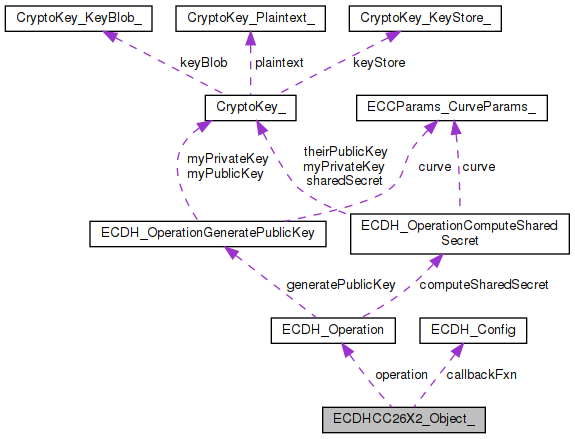 CryptoKey_KeyBlob_
CryptoKey_Plaintext_
CryptoKey_KeyStore_
keyBlob
plaintext
keyStore
CryptoKey_
ECCParams_CurveParams_
myPrivateKey
myPublicKey
theirPublicKey
myPrivateKey
sharedSecret
curve
curve
ECDH_OperationGeneratePublicKey
ECDH_OperationComputeShared
Secret
generatePublicKey
computeSharedSecret
ECDH_Operation
ECDH_Config
operation
callbackFxn
ECDHCC26X2_Object_